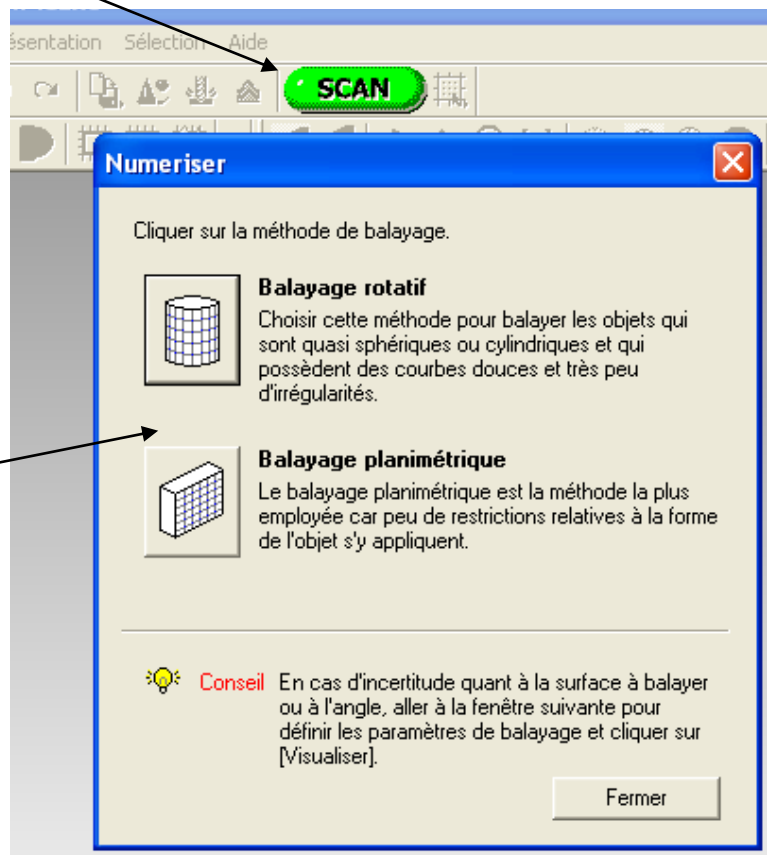 ésentation Sélection Aide
SCAN
Numeriser
Cliquer sur la méthode de balayage.
Balayage rotatif
Choisir cette méthode pour balayer les objets qui
sont quasi sphériques ou cylindriques et qui
possèdent des courbes douces et très peu
d'irrégularités.
Balayage planimétrique
Le balayage planimétrique est la méthode la plus
employée car peu de restrictions relatives à la forme
de l'objet s'y appliquent.
Conseil En cas d'incertitude quant à la surface à balayer
ou à l'angle, aller à la fenêtre suivante pour
définir les paramètres de balayage et cliquer sur
[Visualiser].
Fermer